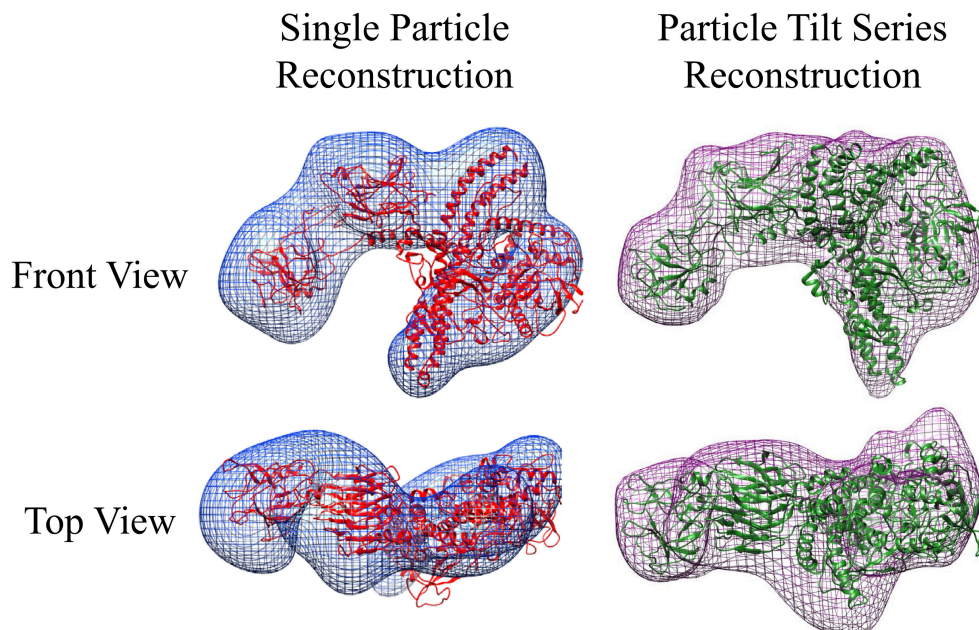 Single Particle
Reconstruction
Particle Tilt Series
Reconstruction
Front View
Top View